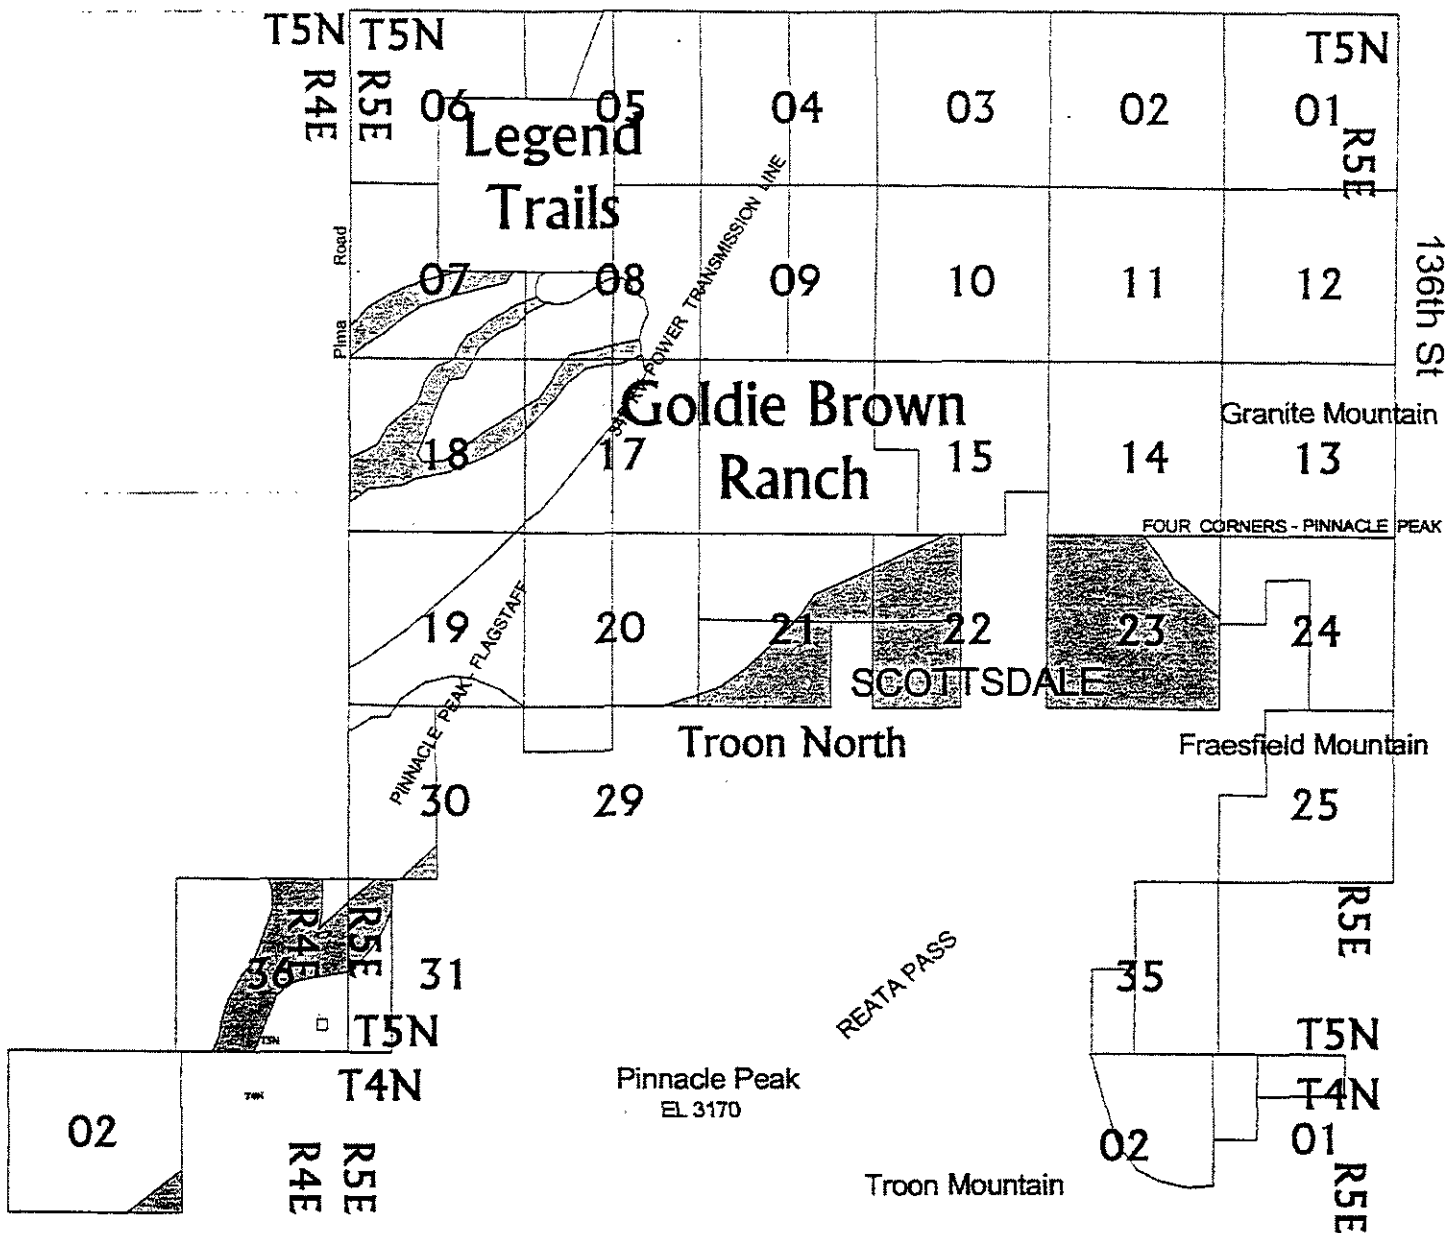 T5N T5N T5N
R4E R5E 06 05 04 03 02 01 R5E
Legend
Trails
Pima Road
136th St
07 08 09 10 11 12
345 KV POWER TRANSMISSION LINE
Goldie Brown
Ranch
Granite Mountain
18 17 15 14 13
FOUR CORNERS - PINNACLE PEAK
19 20 21 22 23 24
PINNACLE PEAK - FLAGSTAFF
SCOTTSDALE
Troon North
Fraesfield Mountain
30 29 25
R4E R5E R5E
36 31 35
REATA PASS
T5N T5N T5N
T4N T4N T4N
Pinnacle Peak
EL 3170
02 02 01
R4E R5E R5E
Troon Mountain